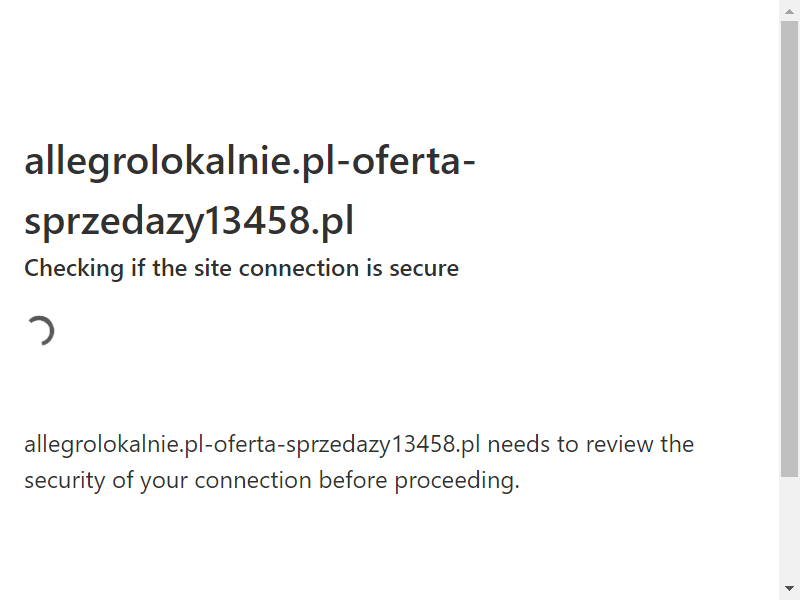 allegrolokalnie.pl-oferta-
sprzedazy13458.pl
Checking if the site connection is secure
allegrolokalnie.pl-oferta-sprzedazy13458.pl needs to review the
security of your connection before proceeding.